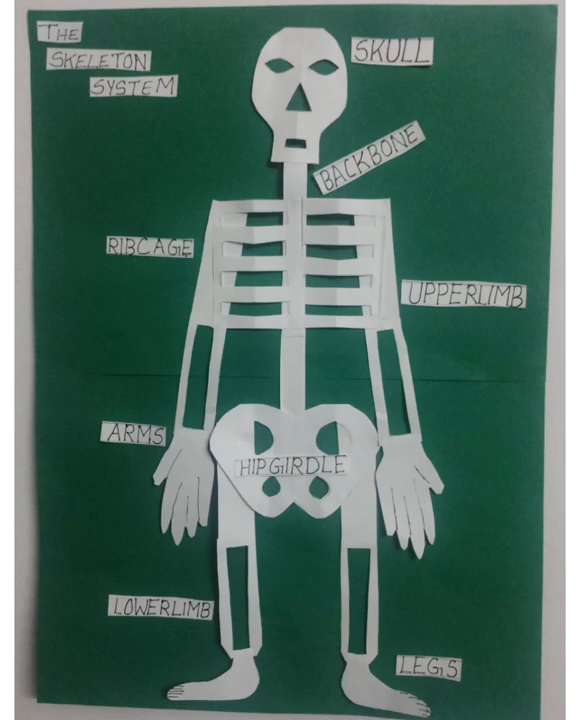 THE
SKELETON
SYSTEM
SKULL
BACKBONE
RIBCAGE
UPPERLIMB
ARMS
HIPGIRDLE
LOWERLIMB
LEGS